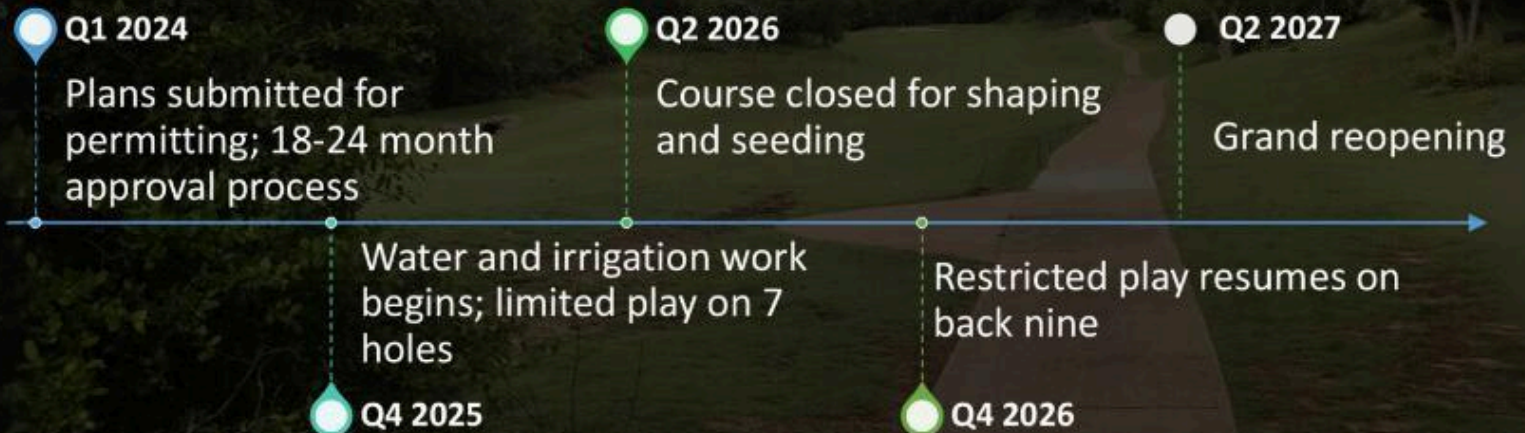 Q1 2024
Plans submitted for
permitting; 18-24 month
approval process
Q4 2025
Water and irrigation work
begins; limited play on 7
holes
Q2 2026
Course closed for shaping
and seeding
Q4 2026
Restricted play resumes on
back nine
Q2 2027
Grand reopening